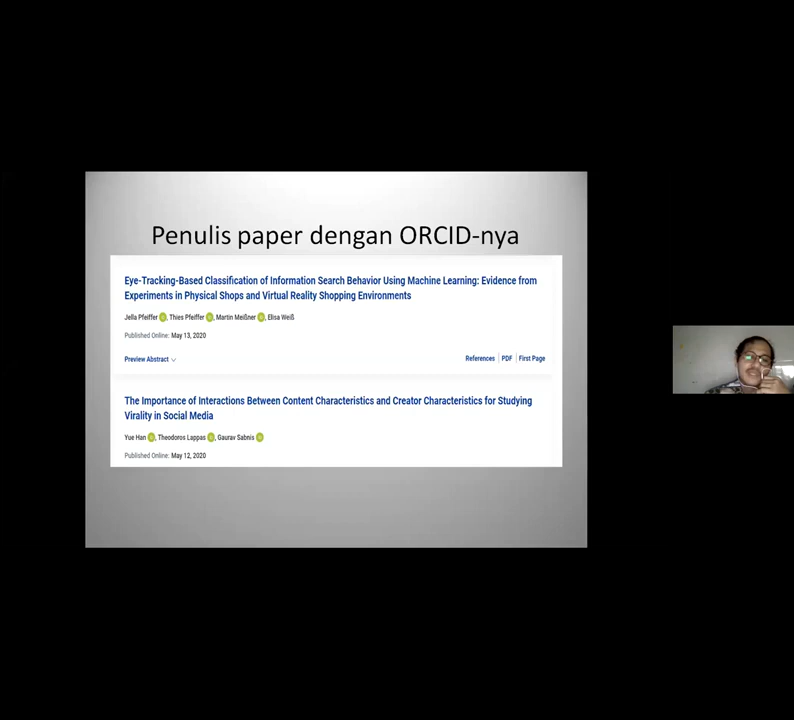 Penulis paper dengan ORCID-nya
Eye-Tracking-Based Classification of Information Search Behavior Using Machine Learning: Evidence from
Experiments in Physical Shops and Virtual Reality Shopping Environments
Jella Pfeiffer, Thies Pfeiffer, Martin Meißner, Elisa Weiß
Published Online: May 13, 2020
Preview Abstract
References | PDF | First Page
The Importance of Interactions Between Content Characteristics and Creator Characteristics for Studying
Virality in Social Media
Yue Han, Theodoros Lappas, Gaurav Sabnis
Published Online: May 12, 2020